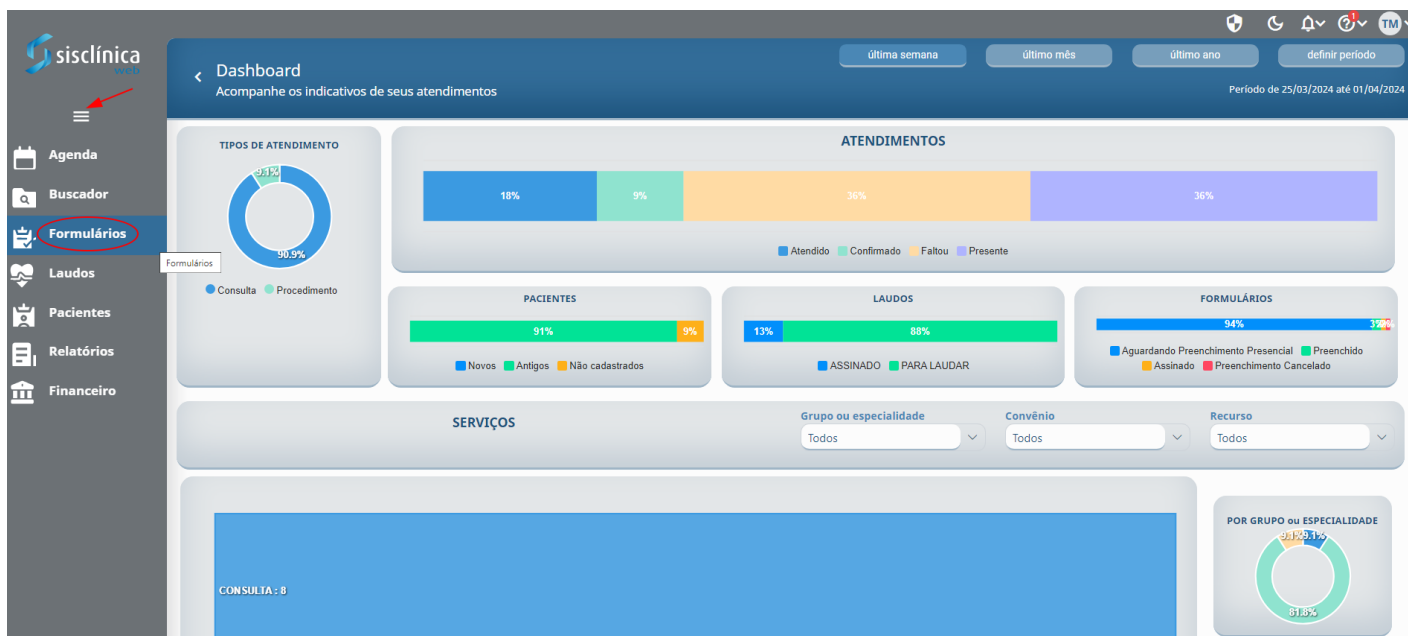 1
TM
sisclínica
web
última semana
último mês
último ano
definir período
Dashboard
Acompanhe os indicativos de seus atendimentos
Período de 25/03/2024 até 01/04/2024
Agenda
Buscador
Formulários
Laudos
Pacientes
Relatórios
Financeiro
Formulários
TIPOS DE ATENDIMENTO
9.1%
90.9%
Consulta
Procedimento
ATENDIMENTOS
18%
9%
36%
36%
Atendido
Confirmado
Faltou
Presente
PACIENTES
91%
9%
Novos
Antigos
Não cadastrados
LAUDOS
13%
88%
ASSINADO
PARA LAUDAR
FORMULÁRIOS
94%
Aguardando Preenchimento Presencial
Preenchido
Assinado
Preenchimento Cancelado
SERVIÇOS
Grupo ou especialidade
Todos
Convênio
Todos
Recurso
Todos
CONSULTA : 8
POR GRUPO ou ESPECIALIDADE
9.1%
9.1%
81.8%